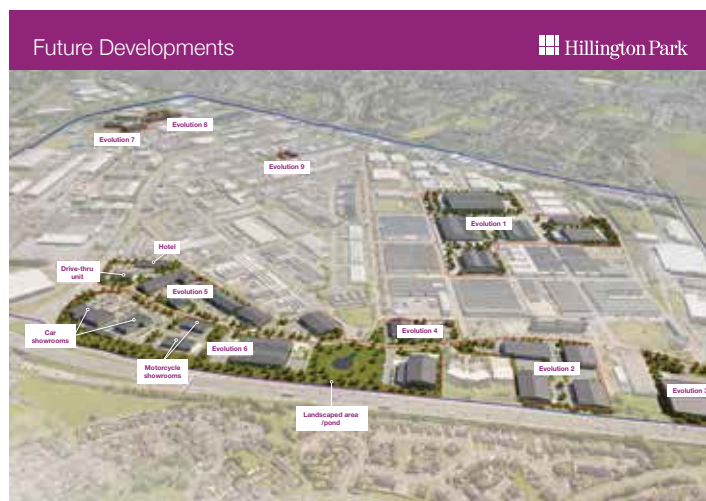 Future Developments
Hillington Park
Evolution 8
Evolution 7
Evolution 9
Evolution 1
Hotel
Drive-thru
unit
Evolution 5
Car
showrooms
Evolution 4
Evolution 6
Motorcycle
showrooms
Evolution 2
Evolution 3
Landscaped area
/pond